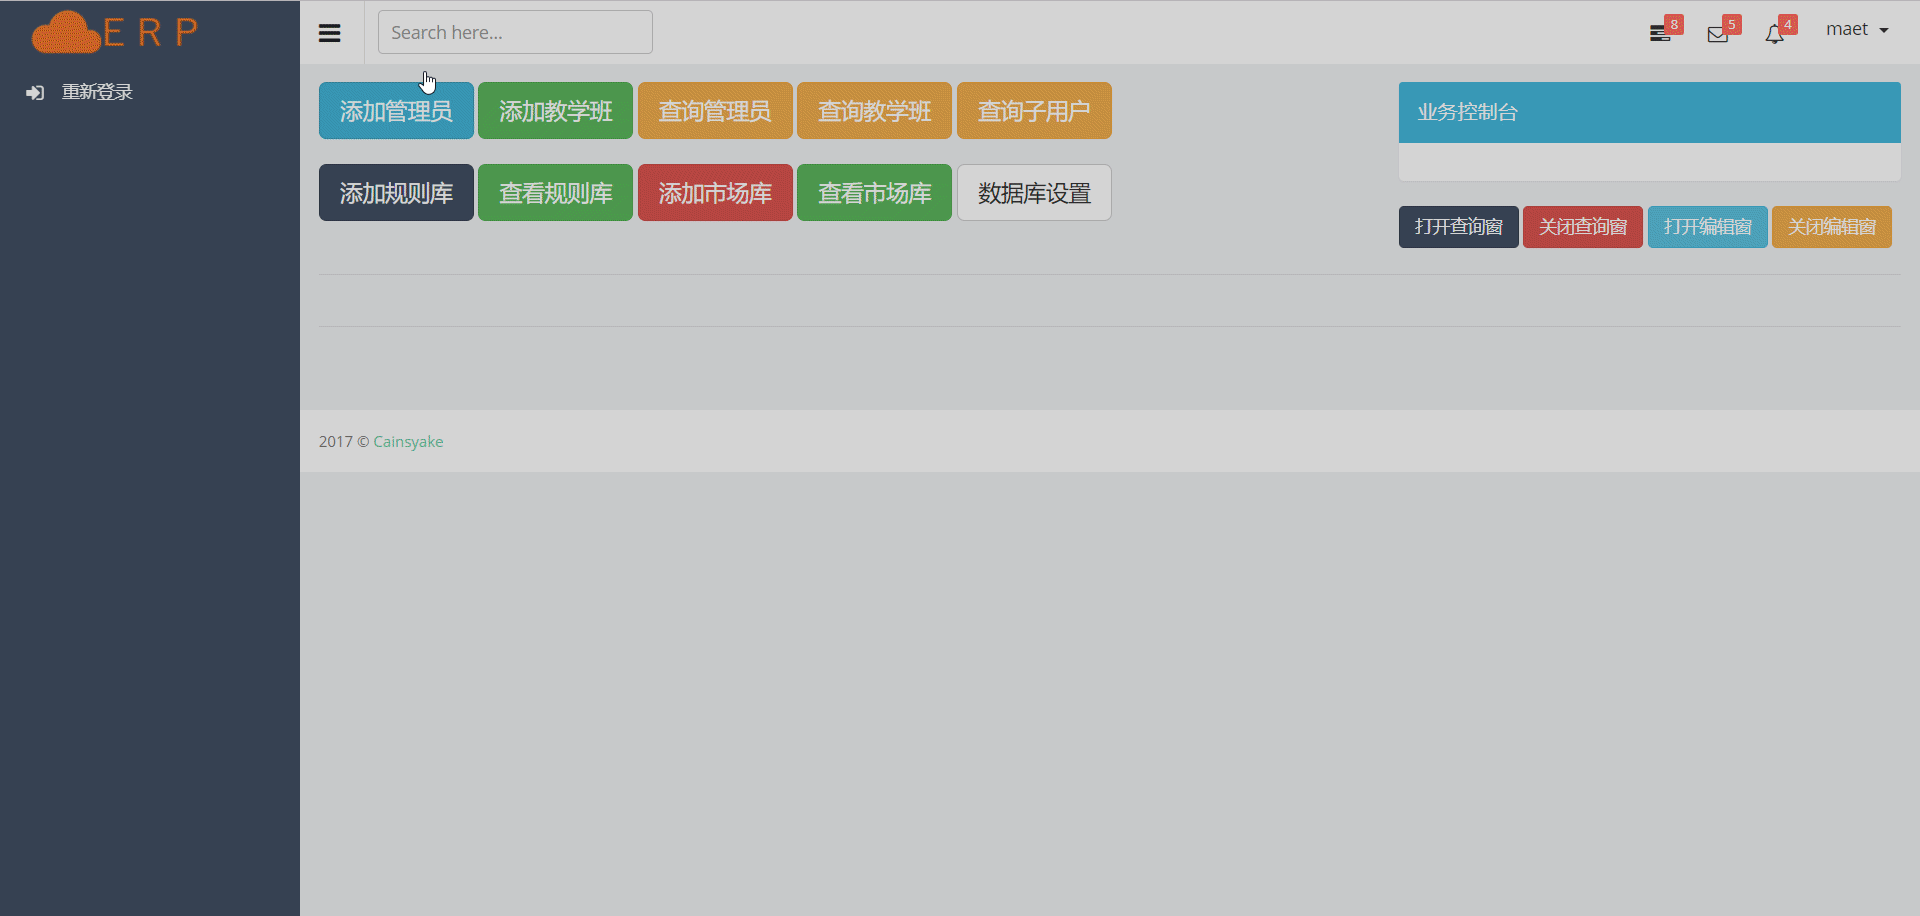 ERP
重新登录
Search here...
8
5
4
maet
添加管理员 添加教学班 查询管理员 查询教学班 查询子用户
添加规则库 查看规则库 添加市场库 查看市场库 数据库设置
业务控制台
打开查询窗 关闭查询窗 打开编辑窗 关闭编辑窗
2017 © Cainsyake